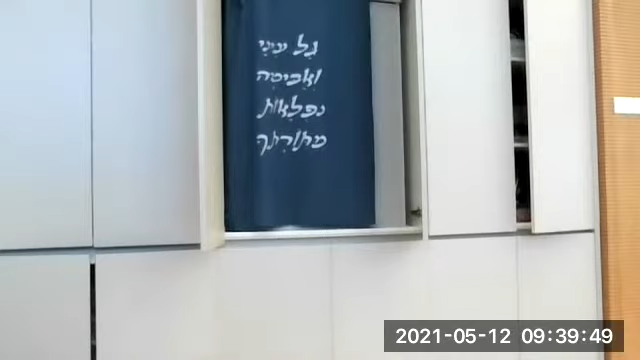 גל עיני
ואביטה
נפלאות
מתורתך
2021-05-12 09:39:49